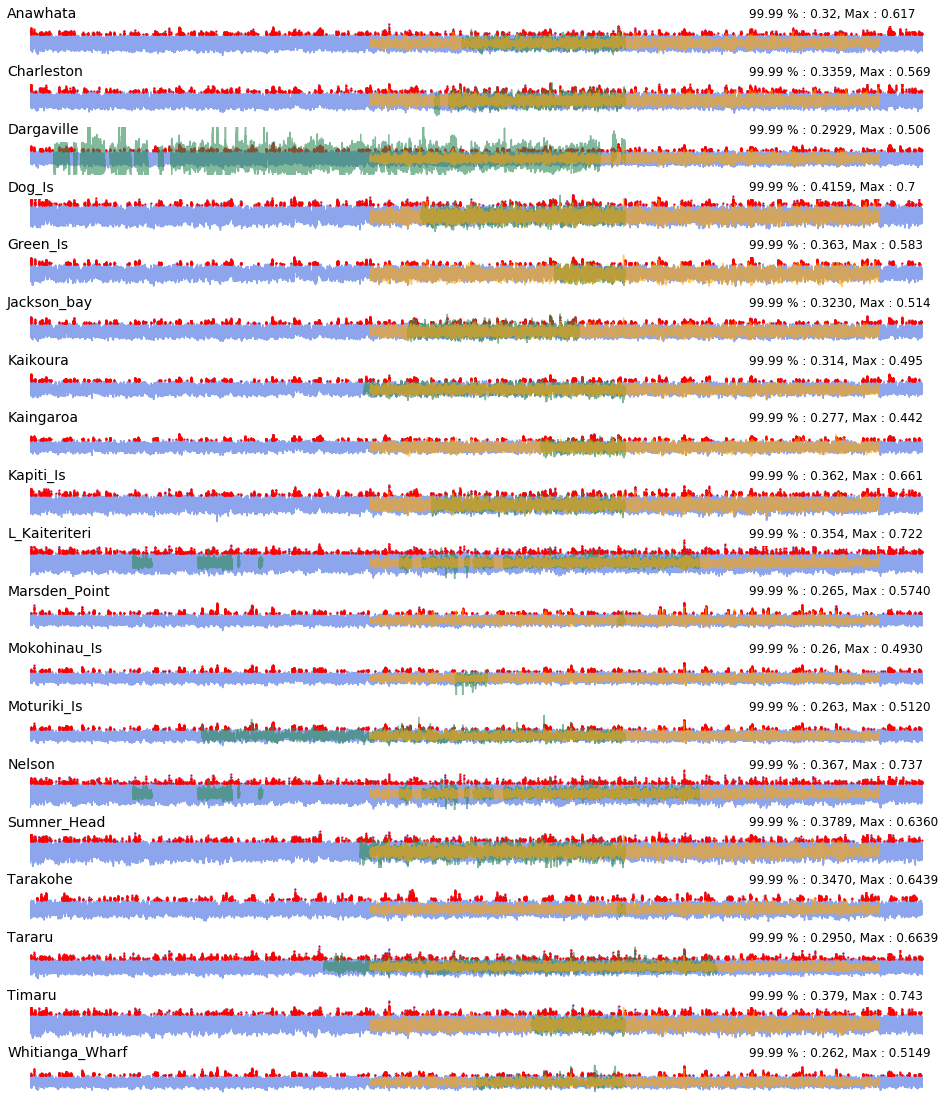 Anawhata 99.99 % : 0.32, Max : 0.617
Charleston 99.99 % : 0.3359, Max : 0.569
Dargaville 99.99 % : 0.2929, Max : 0.506
Dog_Is 99.99 % : 0.4159, Max : 0.7
Green_Is 99.99 % : 0.363, Max : 0.583
Jackson_bay 99.99 % : 0.3230, Max : 0.514
Kaikoura 99.99 % : 0.314, Max : 0.495
Kaingaroa 99.99 % : 0.277, Max : 0.442
Kapiti_Is 99.99 % : 0.362, Max : 0.661
L_Kaiteriteri 99.99 % : 0.354, Max : 0.722
Marsden_Point 99.99 % : 0.265, Max : 0.5740
Mokohinau_Is 99.99 % : 0.26, Max : 0.4930
Moturiki_Is 99.99 % : 0.263, Max : 0.5120
Nelson 99.99 % : 0.367, Max : 0.737
Sumner_Head 99.99 % : 0.3789, Max : 0.6360
Tarakohe 99.99 % : 0.3470, Max : 0.6439
Tararu 99.99 % : 0.2950, Max : 0.6639
Timaru 99.99 % : 0.379, Max : 0.743
Whitianga_Wharf 99.99 % : 0.262, Max : 0.5149